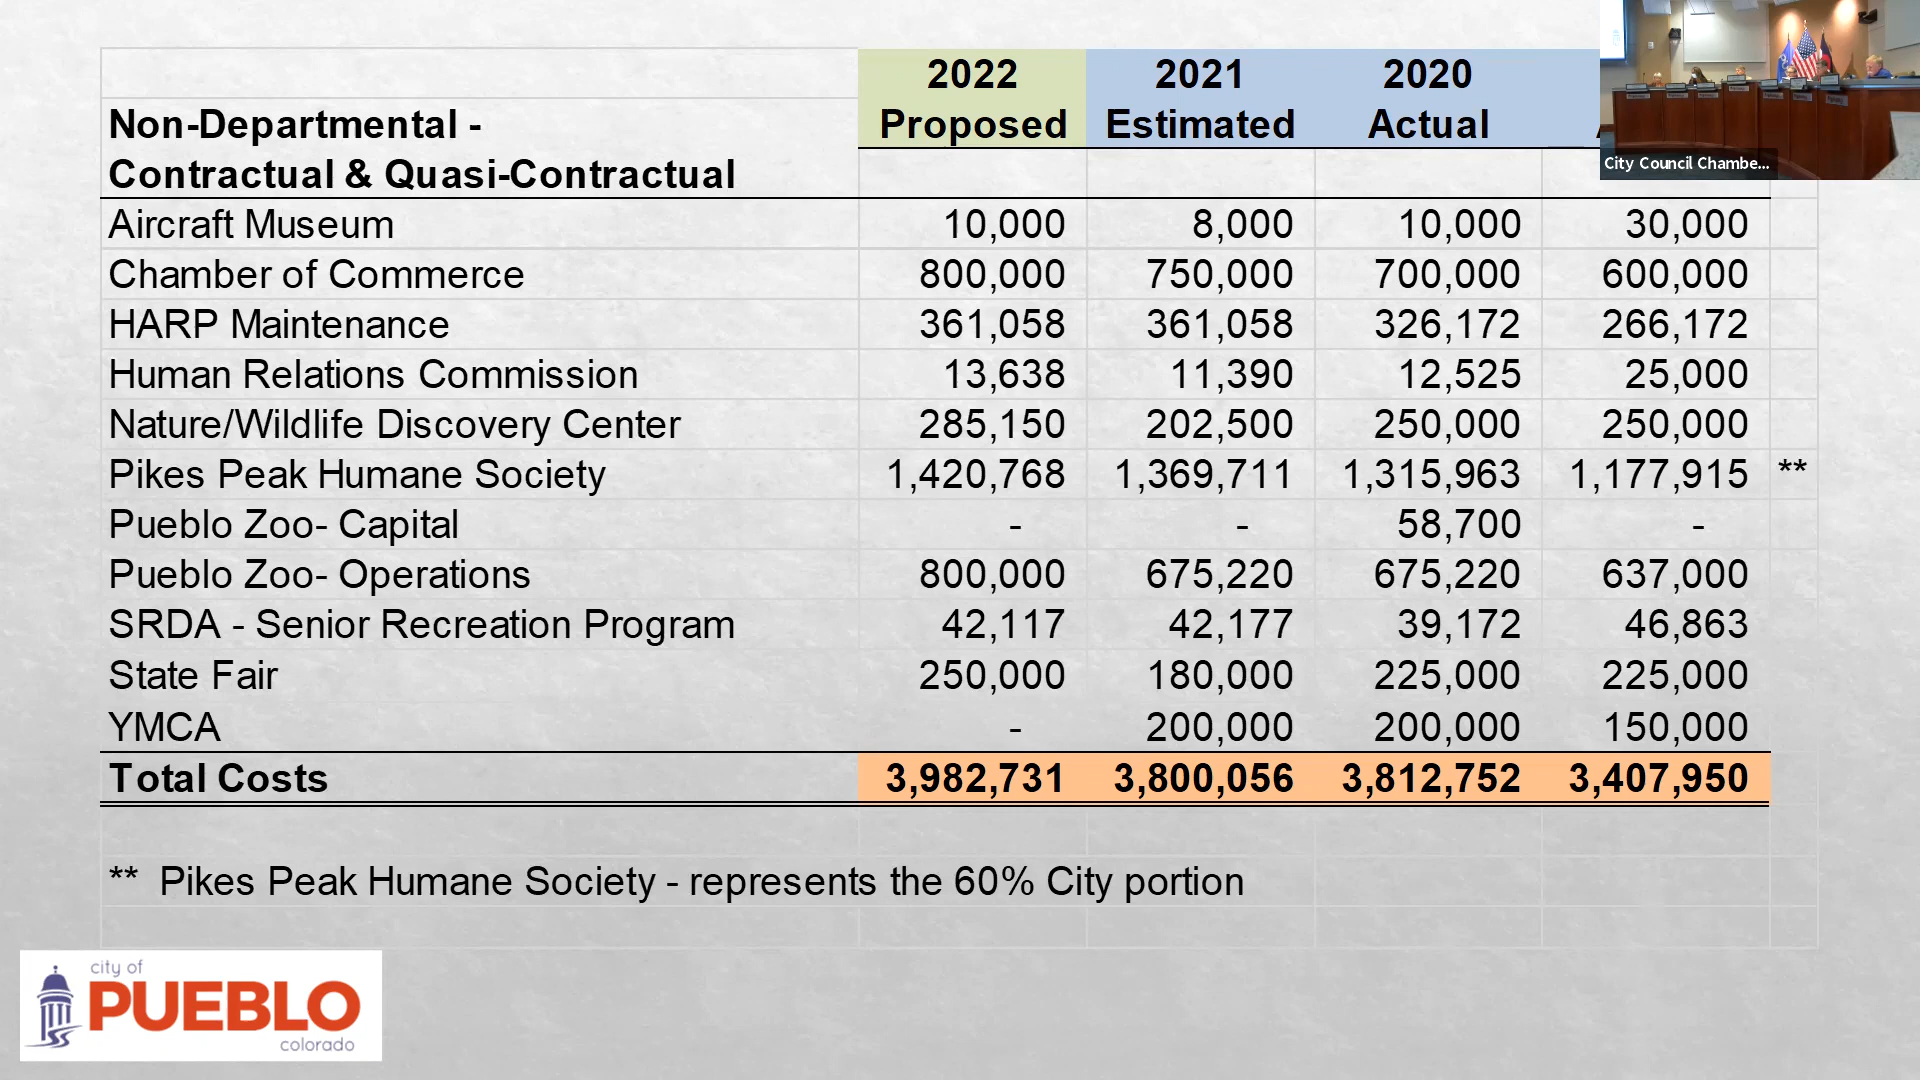 2022 2021 2020
Non-Departmental - Proposed Estimated Actual
Contractual & Quasi-Contractual
City Council Chambe...
Aircraft Museum 10,000 8,000 10,000 30,000
Chamber of Commerce 800,000 750,000 700,000 600,000
HARP Maintenance 361,058 361,058 326,172 266,172
Human Relations Commission 13,638 11,390 12,525 25,000
Nature/Wildlife Discovery Center 285,150 202,500 250,000 250,000
Pikes Peak Humane Society 1,420,768 1,369,711 1,315,963 1,177,915 **
Pueblo Zoo- Capital - - 58,700 -
Pueblo Zoo- Operations 800,000 675,220 675,220 637,000
SRDA - Senior Recreation Program 42,117 42,177 39,172 46,863
State Fair 250,000 180,000 225,000 225,000
YMCA - 200,000 200,000 150,000
Total Costs 3,982,731 3,800,056 3,812,752 3,407,950
** Pikes Peak Humane Society - represents the 60% City portion
city of
PUEBLO
colorado